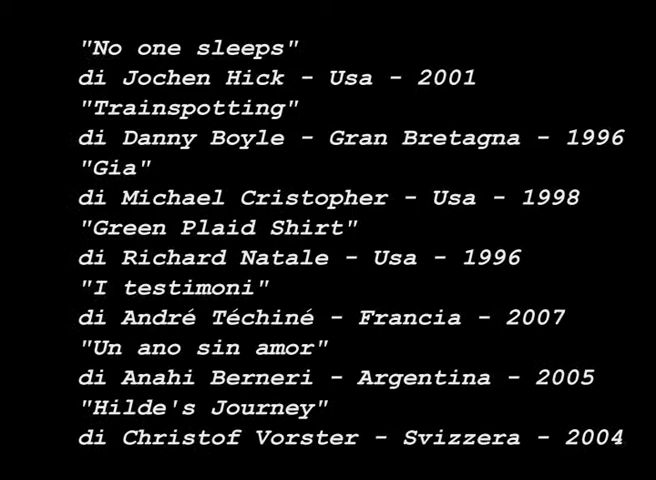 "No one sleeps"
di Jochen Hick - Usa - 2001
"Trainspotting"
di Danny Boyle - Gran Bretagna - 1996
"Gia"
di Michael Cristopher - Usa - 1998
"Green Plaid Shirt"
di Richard Natale - Usa - 1996
"I testimoni"
di André Téchiné - Francia - 2007
"Un ano sin amor"
di Anahi Berneri - Argentina - 2005
"Hilde's Journey"
di Christof Vorster - Svizzera - 2004